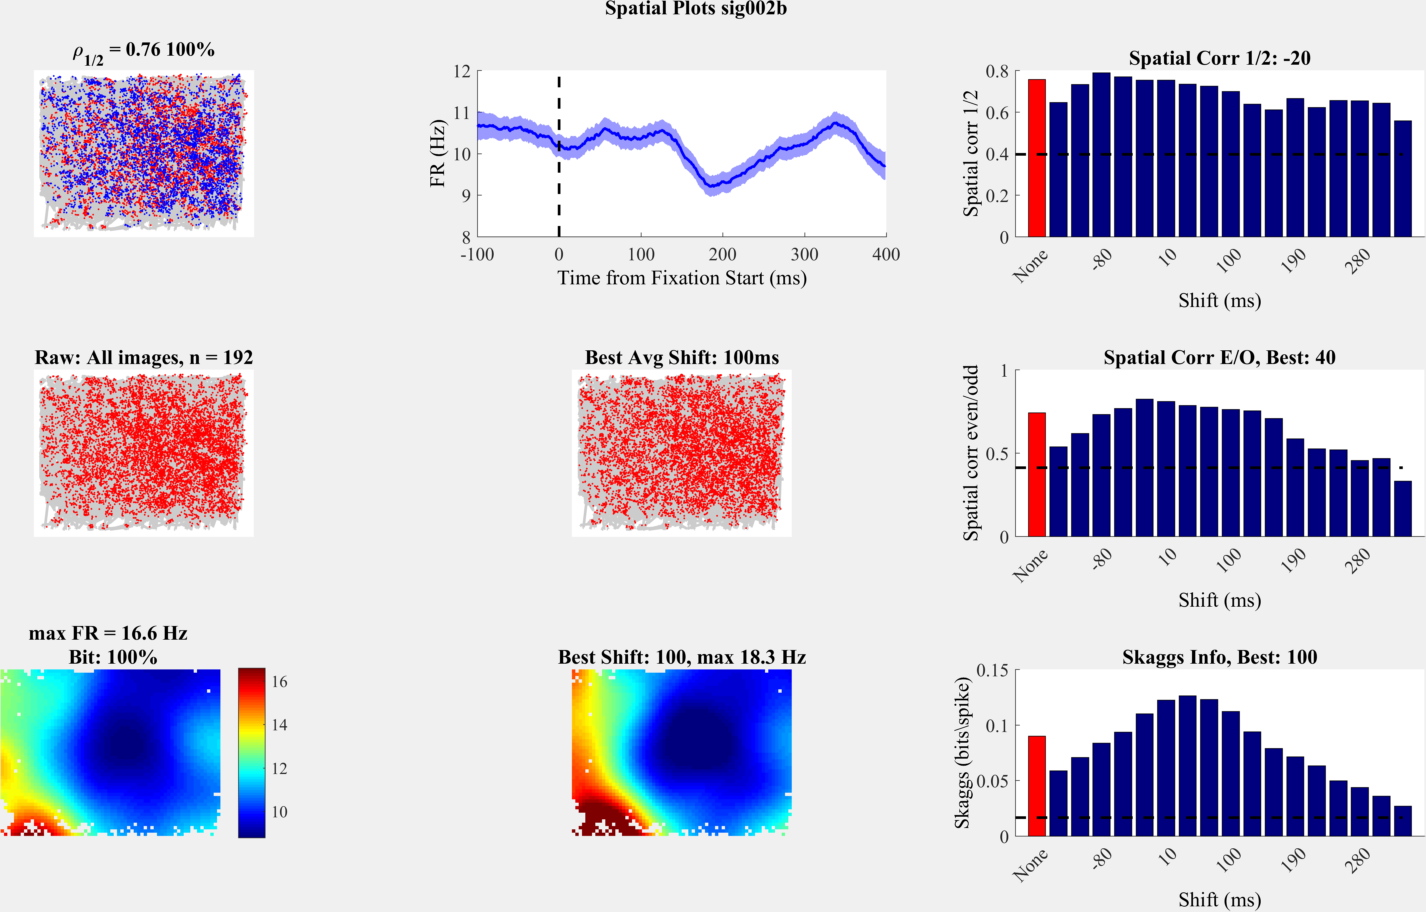 Spatial Plots sig002b
ρ1/2 = 0.76 100%
12
11
10
9
8
FR (Hz)
-100
0
100
200
300
400
Time from Fixation Start (ms)
Spatial Corr 1/2: -20
0.8
0.6
0.4
0.2
0
Spatial corr 1/2
None
-80
10
100
190
280
Shift (ms)
Raw: All images, n = 192
Best Avg Shift: 100ms
Spatial Corr E/O, Best: 40
1
0.5
0
Spatial corr even/odd
None
-80
10
100
190
280
Shift (ms)
max FR = 16.6 Hz
Bit: 100%
16
14
12
10
Best Shift: 100, max 18.3 Hz
Skaggs Info, Best: 100
0.15
0.1
0.05
0
Skaggs (bits\spike)
None
-80
10
100
190
280
Shift (ms)